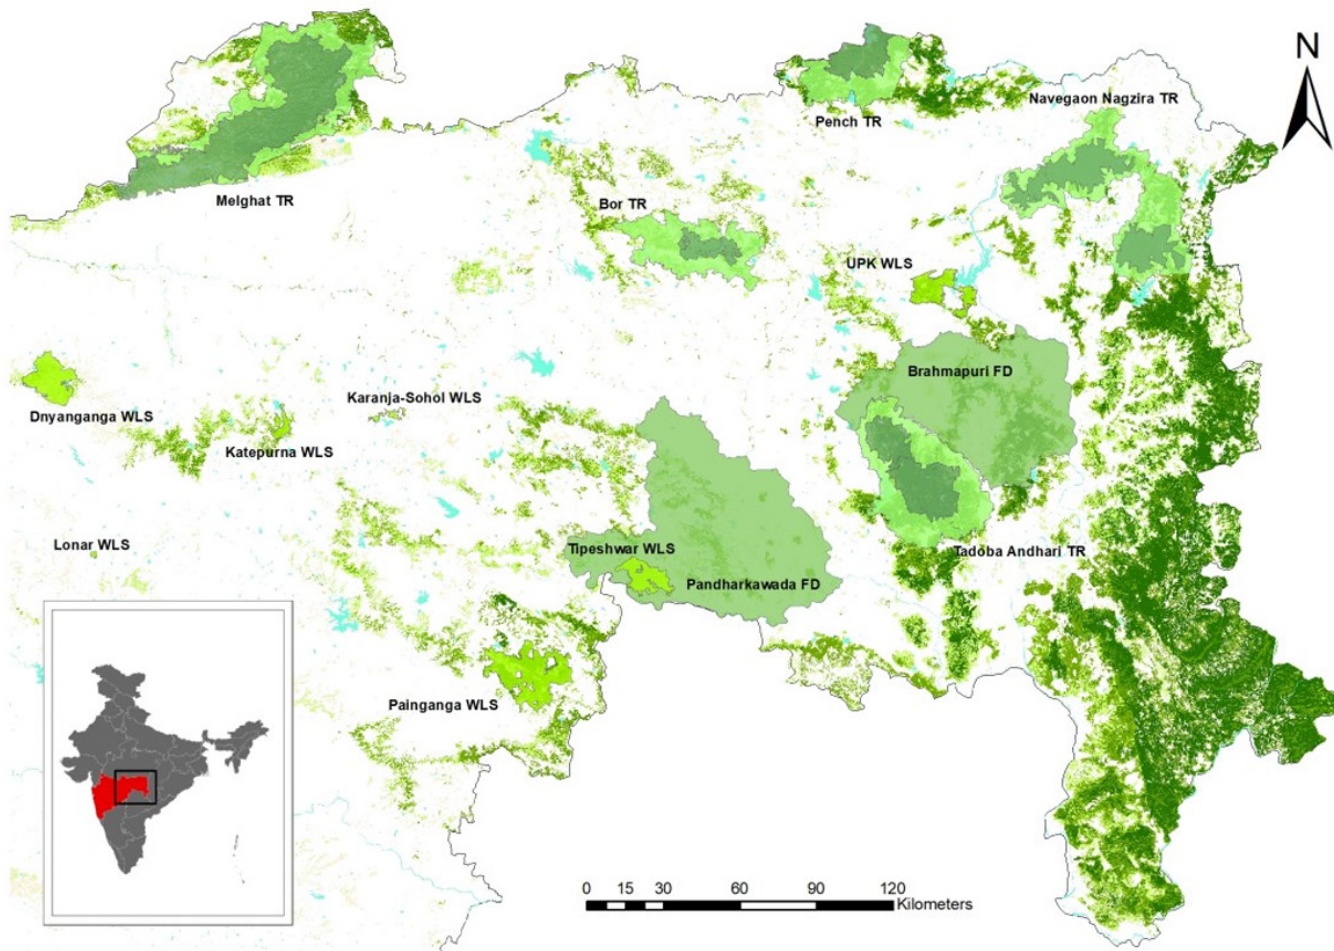 N
Navegaon Nagzira TR
Pench TR
Melghat TR
Bor TR
UPK WLS
Brahmapuri FD
Karanja-Sohol WLS
Dnyanganga WLS
Katepurna WLS
Lonar WLS
Tipeshwar WLS
Tadoba Andhari TR
Pandharkawada FD
Painganga WLS
0 15 30 60 90 120
Kilometers